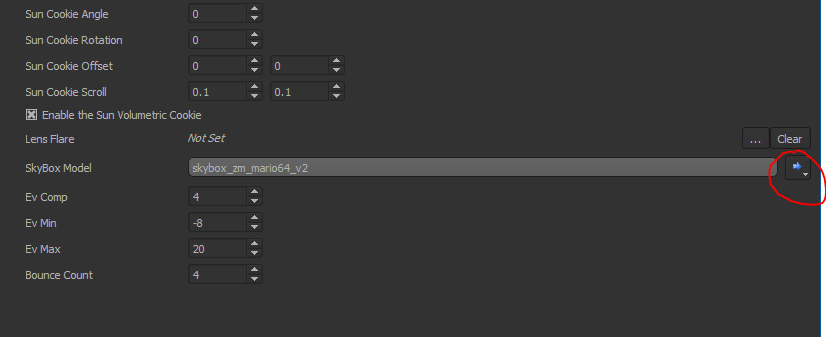 Sun Cookie Angle 0
Sun Cookie Rotation 0
Sun Cookie Offset 0 0
Sun Cookie Scroll 0.1 0.1
Enable the Sun Volumetric Cookie
Lens Flare Not Set ... Clear
SkyBox Model skybox_zm_mario64_v2
Ev Comp 4
Ev Min -8
Ev Max 20
Bounce Count 4